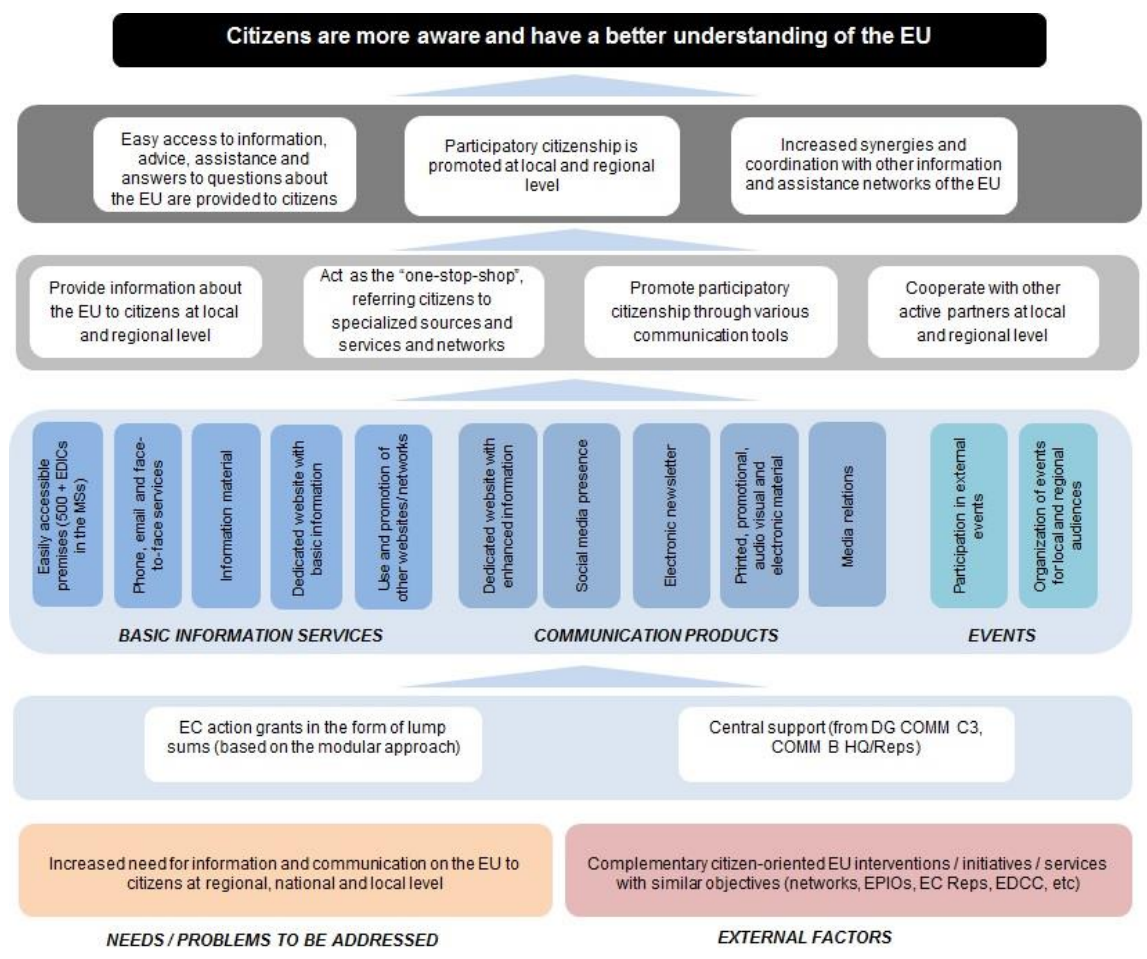 Citizens are more aware and have a better understanding of the EU
Easy access to information,
advice, assistance and
answers to questions about
the EU are provided to citizens
Participatory citizenship is
promoted at local and regional
level
Increased synergies and
coordination with other information
and assistance networks of the EU
Provide information about
the EU to citizens at local
and regional level
Act as the “one-stop-shop”,
referring citizens to
specialized sources and
services and networks
Promote participatory
citizenship through various
communication tools
Cooperate with other
active partners at local
and regional level
Easily accessible
premises (500 + EDICs
in the MSs)
Phone, email and face-
to-face services
Information material
Dedicated website with
basic information
Use and promotion of
other websites/networks
Dedicated website with
enhanced information
Social media presence
Electronic newsletter
Printed, promotional,
audio visual and
electronic material
Media relations
Participation in external
events
Organization of events
for local and regional
audiences
BASIC INFORMATION SERVICES
COMMUNICATION PRODUCTS
EVENTS
EC action grants in the form of lump
sums (based on the modular approach)
Central support (from DG COMM C3,
COMM B HQ/Reps)
Increased need for information and communication on the EU to
citizens at regional, national and local level
Complementary citizen-oriented EU interventions / initiatives / services
with similar objectives (networks, EPIOs, EC Reps, EDCC, etc)
NEEDS / PROBLEMS TO BE ADDRESSED
EXTERNAL FACTORS